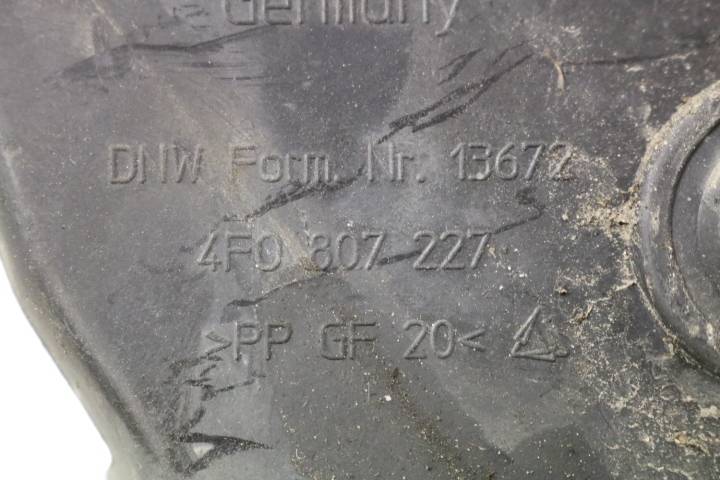 Germany
DNW Form. Nr. 13672
4F0 807 227
>PP GF 20<